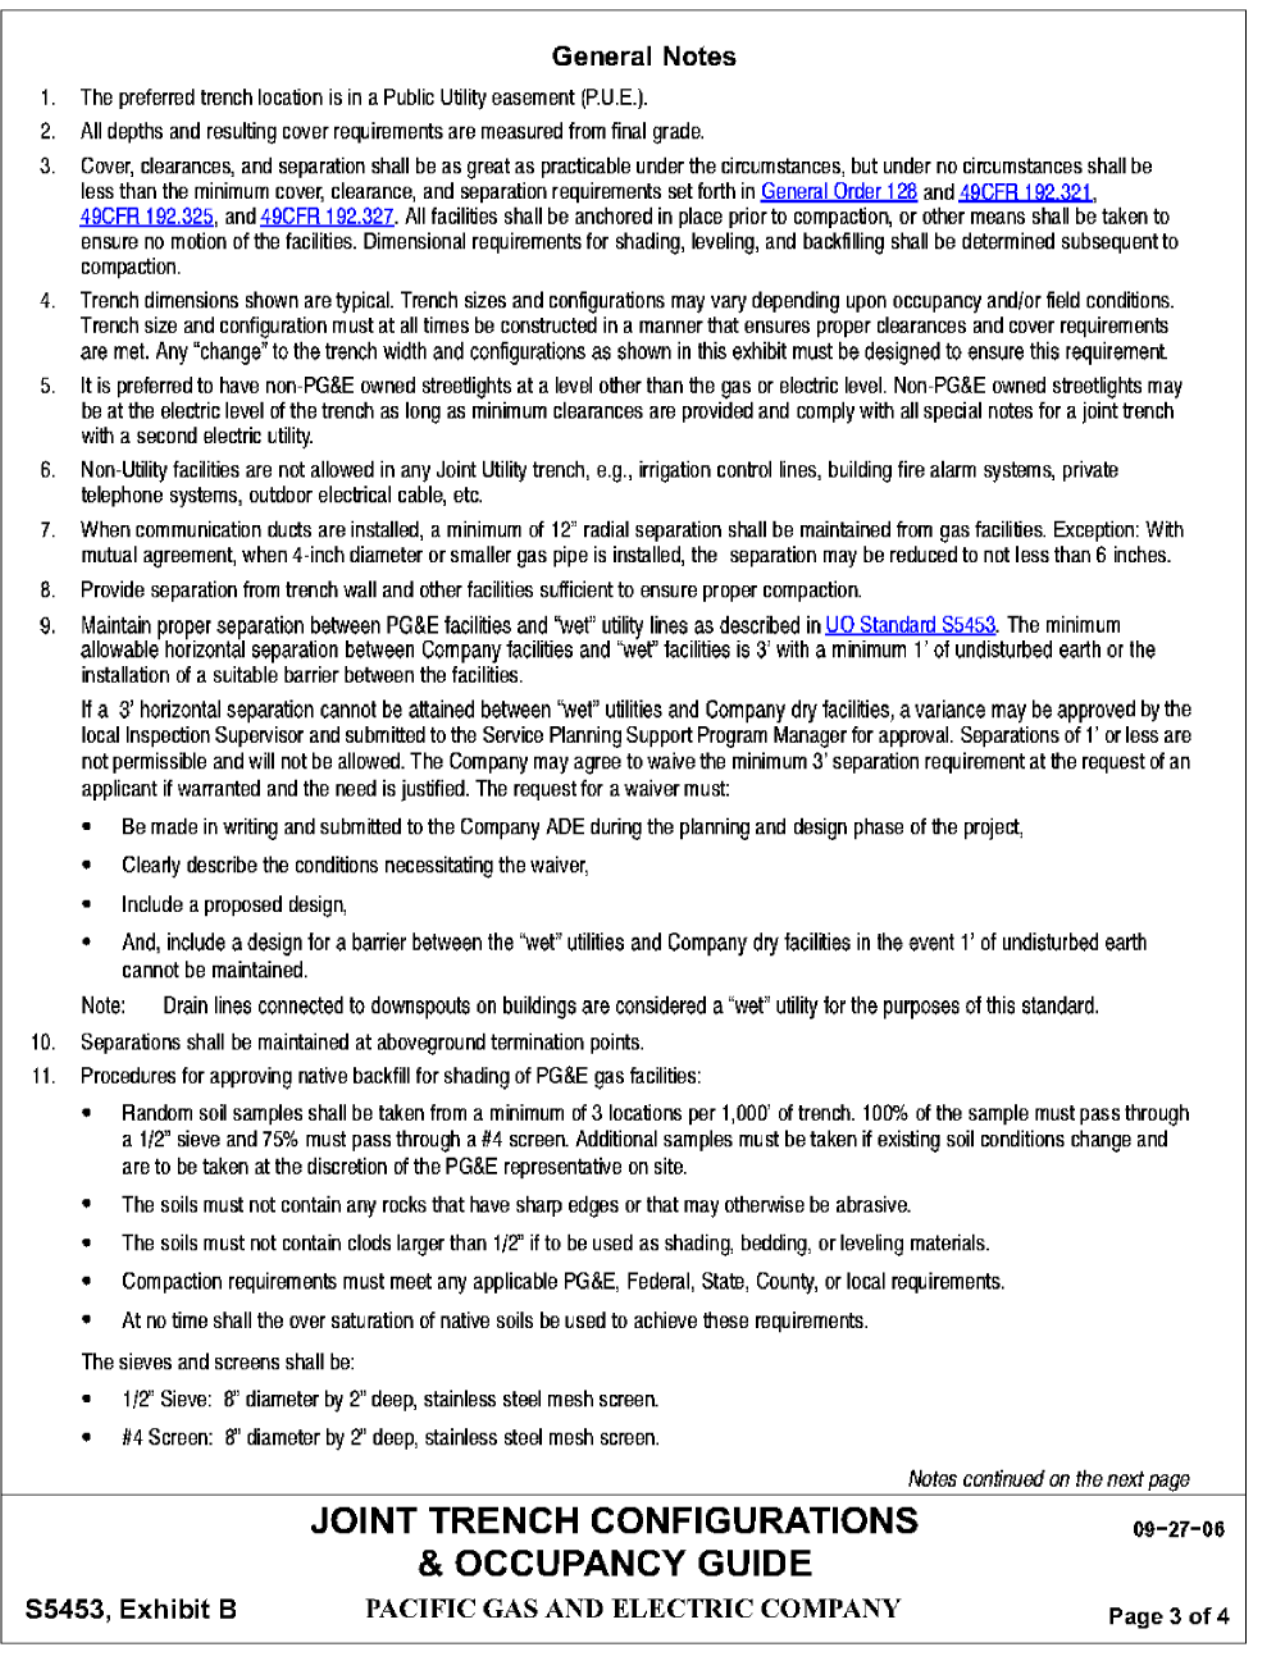 General Notes
1. The preferred trench location is in a Public Utility easement (P.U.E.).
2. All depths and resulting cover requirements are measured from final grade.
3. Cover, clearances, and separation shall be as great as practicable under the circumstances, but under no circumstances shall be
less than the minimum cover, clearance, and separation requirements set forth in General Order 128 and 49CFR 192.321,
49CFR 192.325, and 49CFR 192.327. All facilities shall be anchored in place prior to compaction, or other means shall be taken to
ensure no motion of the facilities. Dimensional requirements for shading, leveling, and backfilling shall be determined subsequent to
compaction.
4. Trench dimensions shown are typical. Trench sizes and configurations may vary depending upon occupancy and/or field conditions.
Trench size and configuration must at all times be constructed in a manner that ensures proper clearances and cover requirements
are met. Any "change" to the trench width and configurations as shown in this exhibit must be designed to ensure this requirement.
5. It is preferred to have non-PG&E owned streetlights at a level other than the gas or electric level. Non-PG&E owned streetlights may
be at the electric level of the trench as long as minimum clearances are provided and comply with all special notes for a joint trench
with a second electric utility.
6. Non-Utility facilities are not allowed in any Joint Utility trench, e.g., irrigation control lines, building fire alarm systems, private
telephone systems, outdoor electrical cable, etc.
7. When communication ducts are installed, a minimum of 12" radial separation shall be maintained from gas facilities. Exception: With
mutual agreement, when 4-inch diameter or smaller gas pipe is installed, the separation may be reduced to not less than 6 inches.
8. Provide separation from trench wall and other facilities sufficient to ensure proper compaction.
9. Maintain proper separation between PG&E facilities and "wet" utility lines as described in UO Standard S5453. The minimum
allowable horizontal separation between Company facilities and "wet" facilities is 3' with a minimum 1' of undisturbed earth or the
installation of a suitable barrier between the facilities.
If a 3' horizontal separation cannot be attained between "wet" utilities and Company dry facilities, a variance may be approved by the
local Inspection Supervisor and submitted to the Service Planning Support Program Manager for approval. Separations of 1' or less are
not permissible and will not be allowed. The Company may agree to waive the minimum 3' separation requirement at the request of an
applicant if warranted and the need is justified. The request for a waiver must:
• Be made in writing and submitted to the Company ADE during the planning and design phase of the project,
• Clearly describe the conditions necessitating the waiver,
• Include a proposed design,
• And, include a design for a barrier between the "wet" utilities and Company dry facilities in the event 1' of undisturbed earth
cannot be maintained.
Note: Drain lines connected to downspouts on buildings are considered a "wet" utility for the purposes of this standard.
10. Separations shall be maintained at aboveground termination points.
11. Procedures for approving native backfill for shading of PG&E gas facilities:
• Random soil samples shall be taken from a minimum of 3 locations per 1,000' of trench. 100% of the sample must pass through
a 1/2" sieve and 75% must pass through a #4 screen. Additional samples must be taken if existing soil conditions change and
are to be taken at the discretion of the PG&E representative on site.
• The soils must not contain any rocks that have sharp edges or that may otherwise be abrasive.
• The soils must not contain clods larger than 1/2" if to be used as shading, bedding, or leveling materials.
• Compaction requirements must meet any applicable PG&E, Federal, State, County, or local requirements.
• At no time shall the over saturation of native soils be used to achieve these requirements.
The sieves and screens shall be:
• 1/2" Sieve: 8" diameter by 2" deep, stainless steel mesh screen.
• #4 Screen: 8" diameter by 2" deep, stainless steel mesh screen.
Notes continued on the next page
JOINT TRENCH CONFIGURATIONS
& OCCUPANCY GUIDE
09-27-06
S5453, Exhibit B
PACIFIC GAS AND ELECTRIC COMPANY
Page 3 of 4